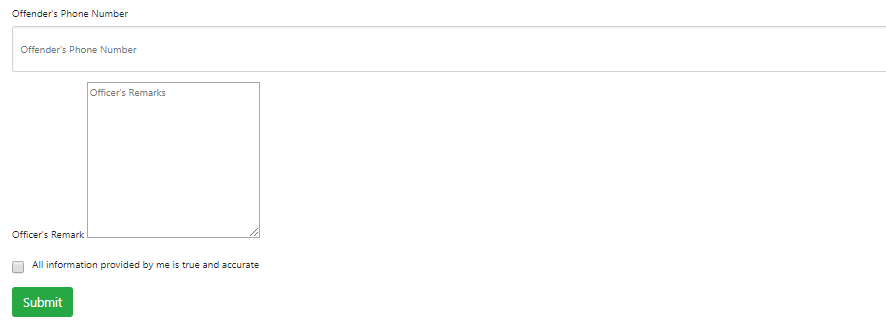 Offender's Phone Number
Offender's Phone Number
Officer's Remarks
Officer's Remark
All information provided by me is true and accurate
Submit